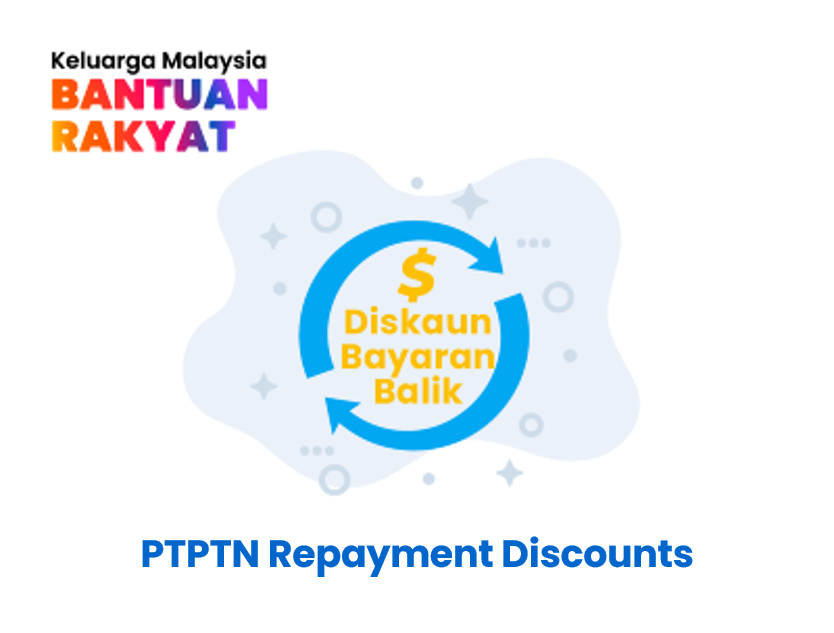 Keluarga Malaysia
BANTUAN
RAKYAT
$
Diskaun
Bayaran
Balik
PTPTN Repayment Discounts